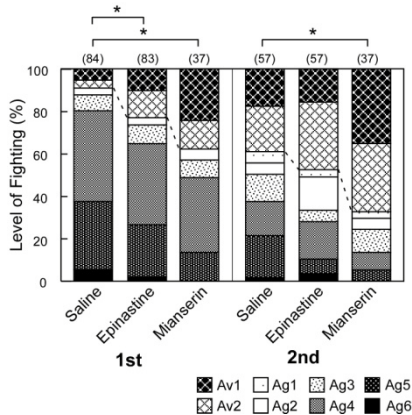 *
* *
(84) (83) (37) (57) (57) (37)
100
80
60
40
20
0
Level of Fighting (%)
Saline Epinastine Mianserin Saline Epinastine Mianserin
1st 2nd
Av1 Ag1 Ag3 Ag5
Av2 Ag2 Ag4 Ag6